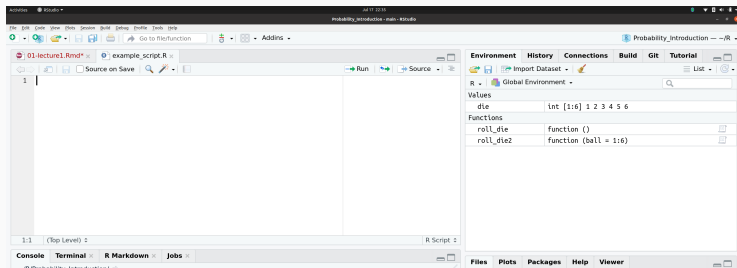 Activities RStudio Jul 17 22:38
Probability_Introduction - main - RStudio
File Edit Code View Plots Session Build Debug Profile Tools Help
Go to file/function Addins Probability_Introduction — ~/R
01-lecture1.Rmd* example_script.R
Source on Save Run Source
1
1:1 (Top Level) R Script
Console Terminal R Markdown Jobs
Environment History Connections Build Git Tutorial
Import Dataset List
R Global Environment
Values
die int [1:6] 1 2 3 4 5 6
Functions
roll_die function ()
roll_die2 function (ball = 1:6)
Files Plots Packages Help Viewer